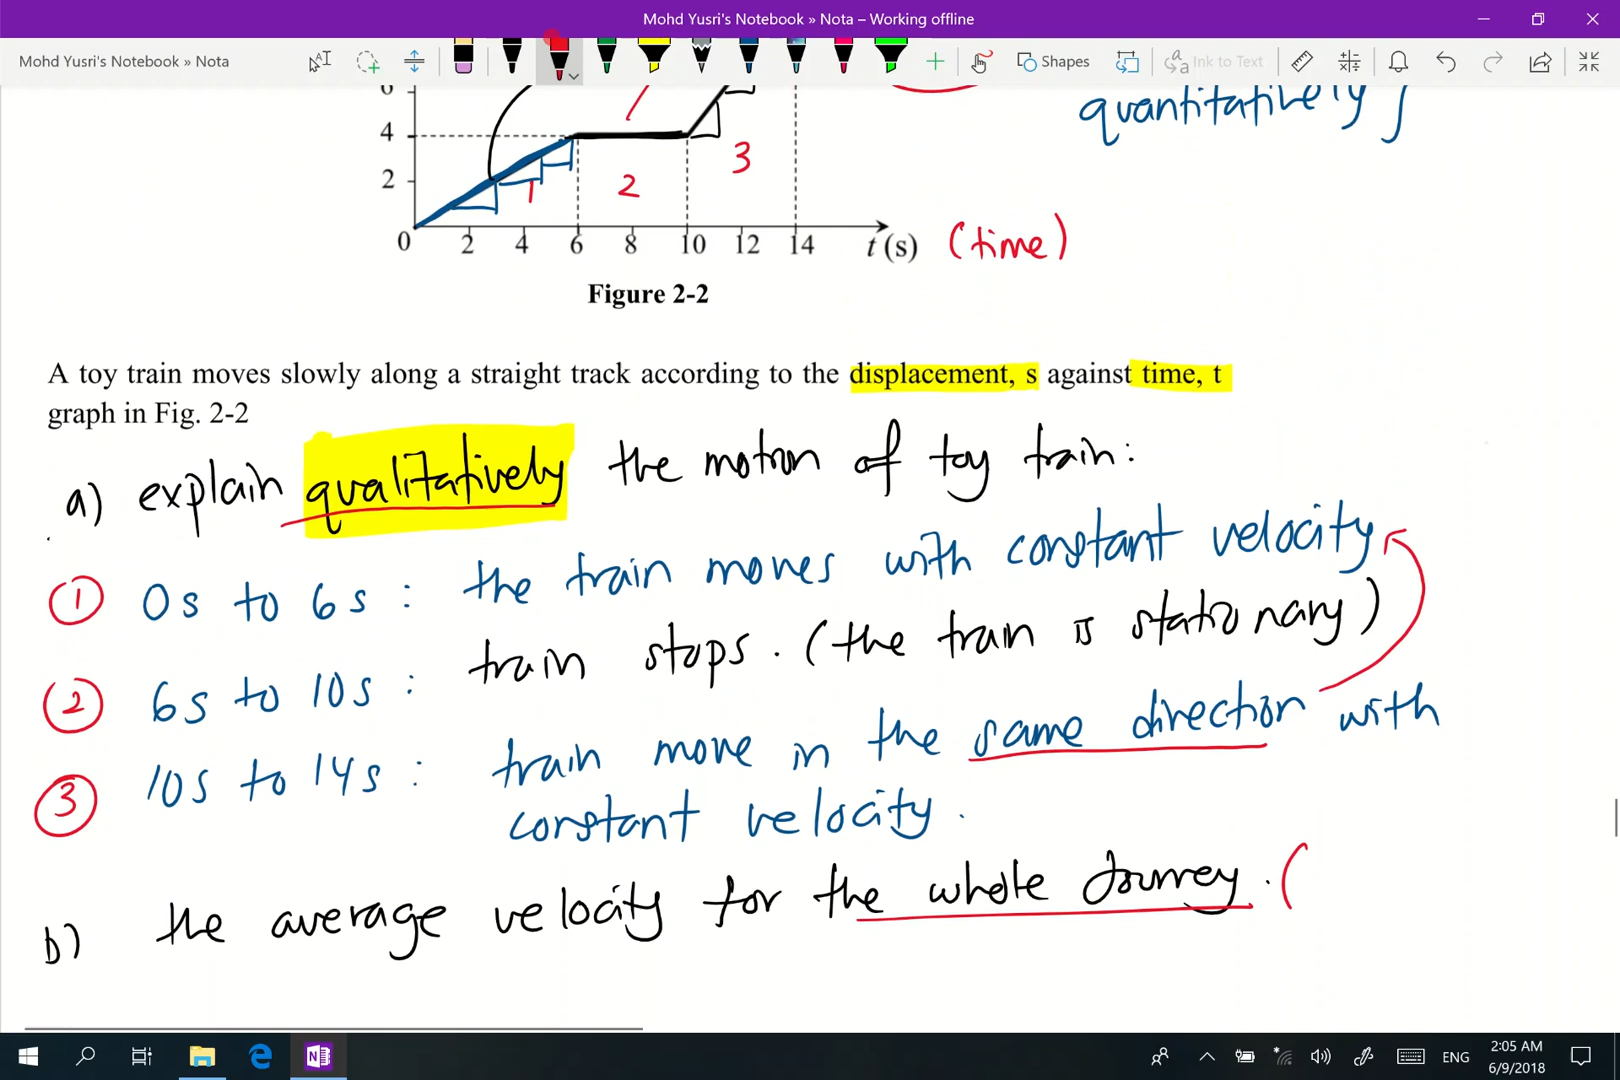 Mohd Yusri's Notebook » Nota – Working offline
Mohd Yusri's Notebook » Nota
Shapes
Ink to Text
quantitatively
6
4
2
1
2
3
0 2 4 6 8 10 12 14 t (s) (time)
Figure 2-2
A toy train moves slowly along a straight track according to the displacement, s against time, t
graph in Fig. 2-2
a) explain qualitatively the motion of toy train:
① 0s to 6s : the train moves with constant velocity
② 6s to 10s : train stops. (the train is stationary)
③ 10s to 14s : train move in the same direction with
constant velocity.
b) the average velocity for the whole Journey. (
ENG
2:05 AM
6/9/2018